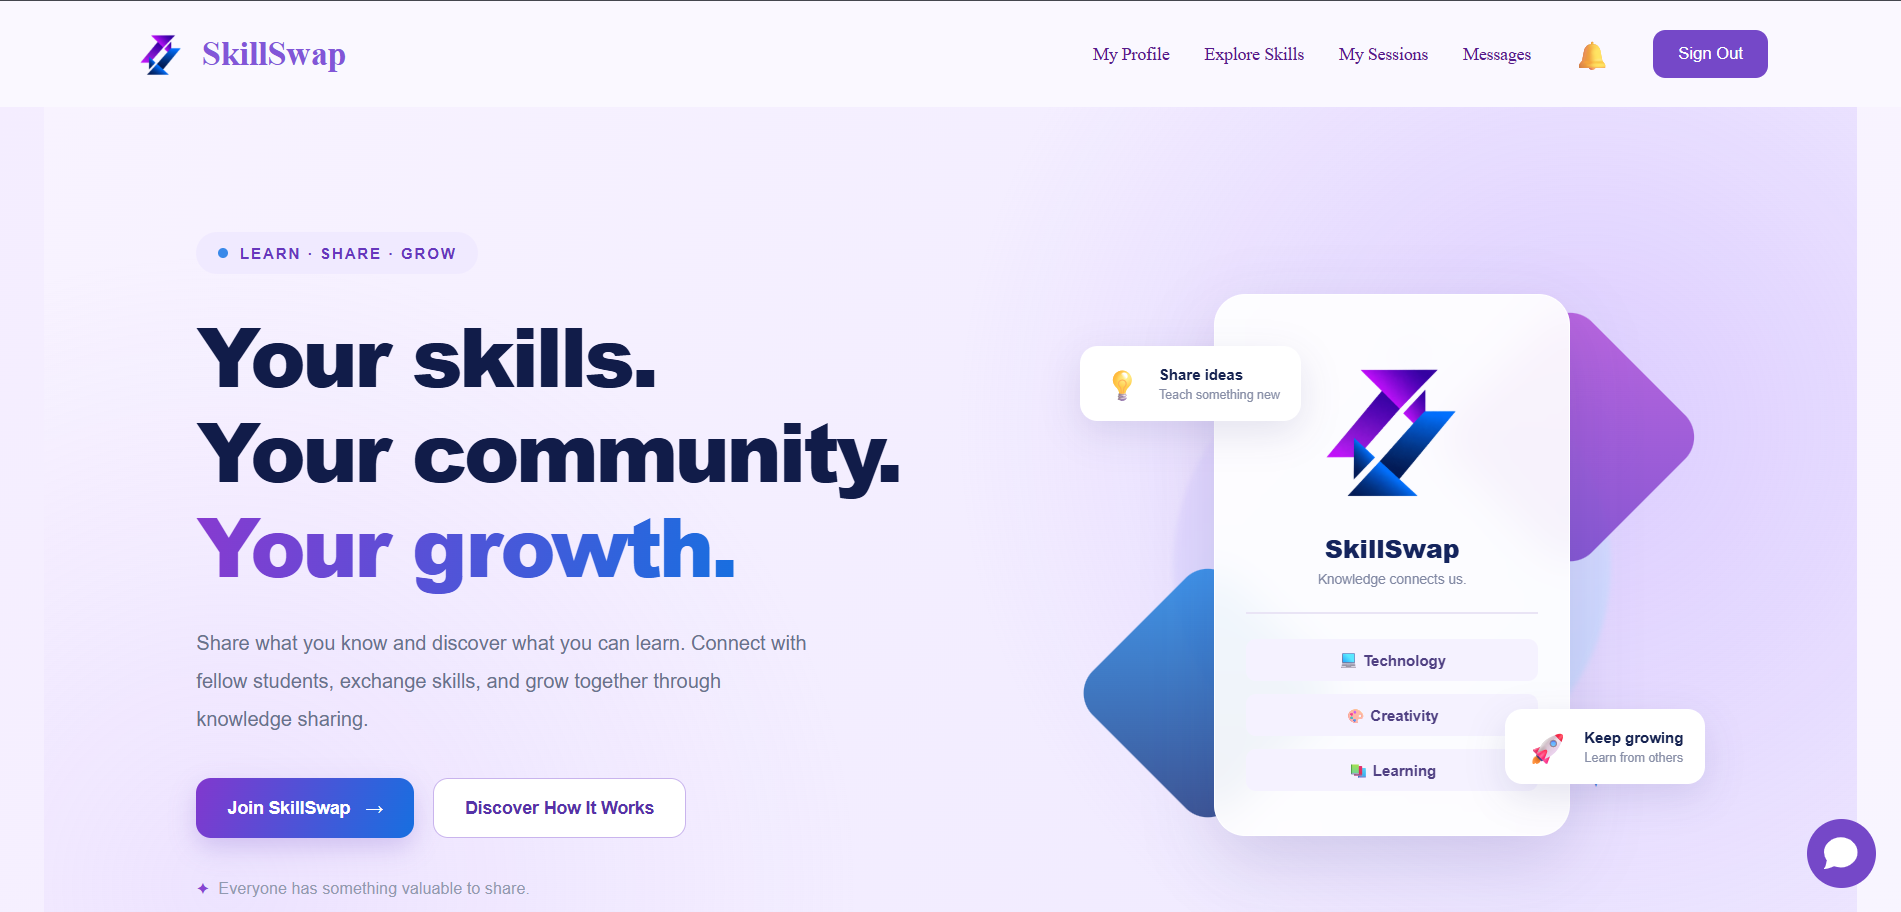 SkillSwap
My Profile
Explore Skills
My Sessions
Messages
Sign Out
LEARN · SHARE · GROW
Your skills.
Your community.
Your growth.
Share what you know and discover what you can learn. Connect with
fellow students, exchange skills, and grow together through
knowledge sharing.
Join SkillSwap →
Discover How It Works
✦ Everyone has something valuable to share.
Share ideas
Teach something new
SkillSwap
Knowledge connects us.
Technology
Creativity
Learning
Keep growing
Learn from others